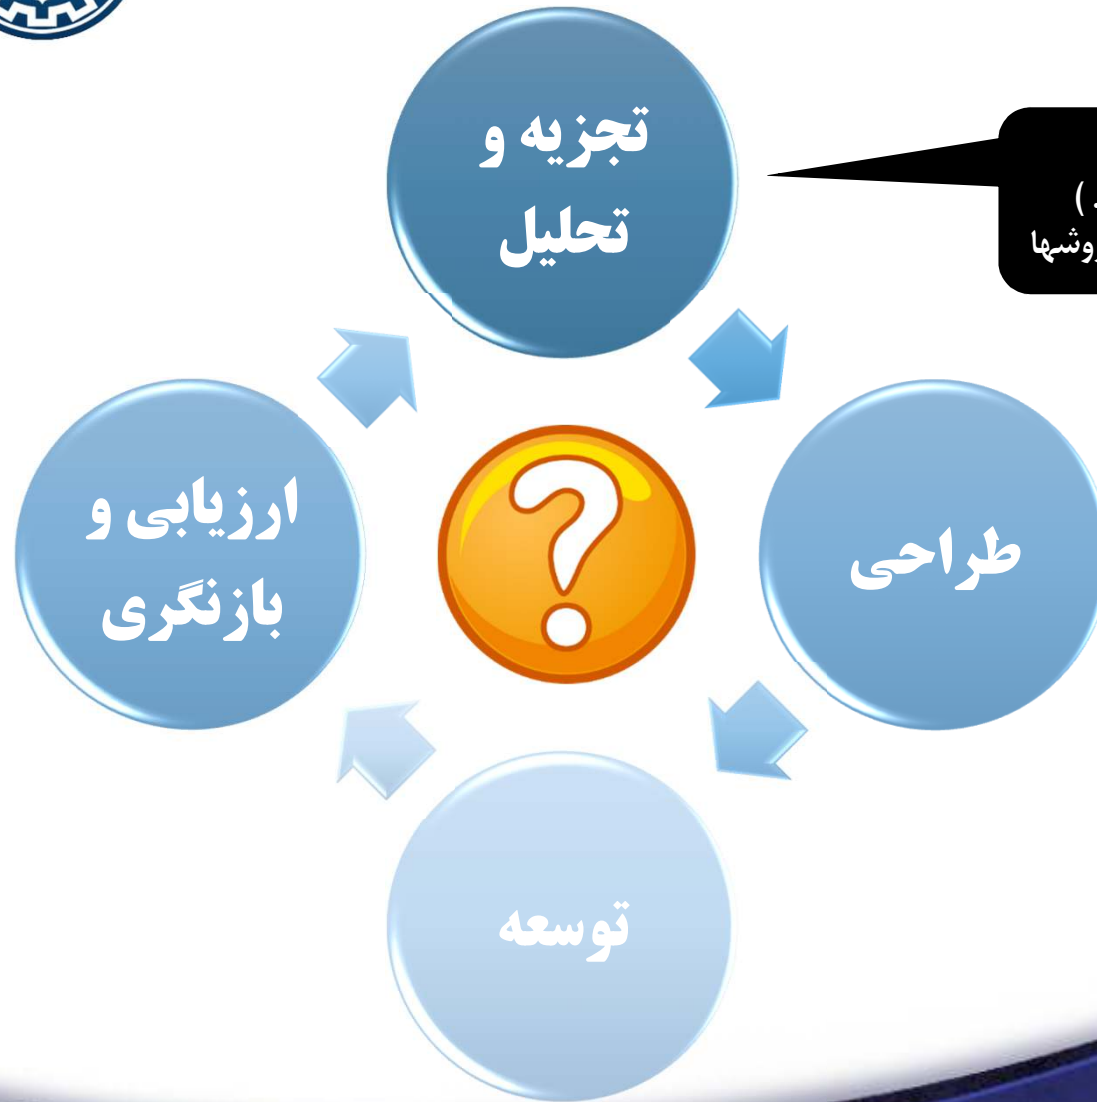 تجزیه و
تحلیل
. )
طراحی
توسعه
ارزیابی و
بازنگری